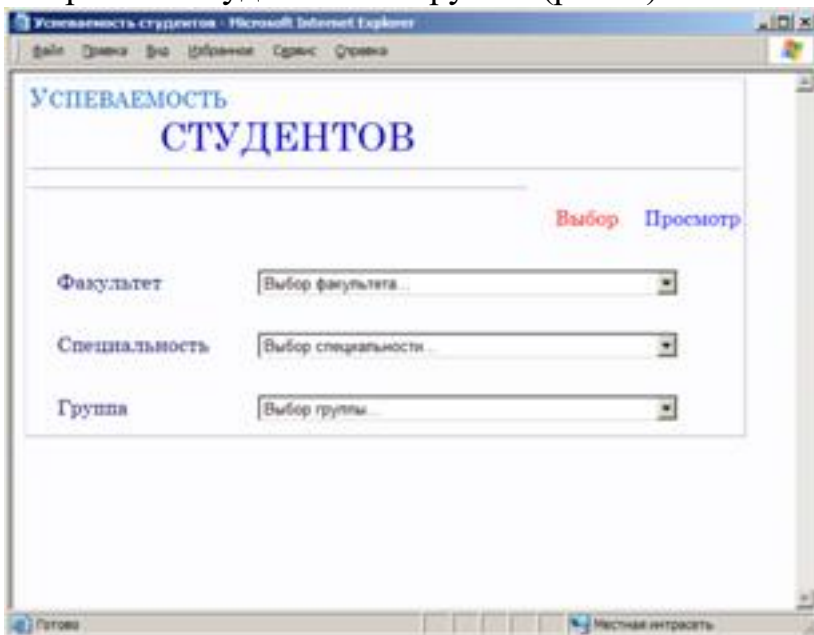 Успеваемость студентов - Microsoft Internet Explorer
Файл Правка Вид Избранное Сервис Справка
УСПЕВАЕМОСТЬ
СТУДЕНТОВ
Выбор Просмотр
Факультет Выбор факультета...
Специальность Выбор специальности...
Группа Выбор группы...
Готово Местная интрасеть